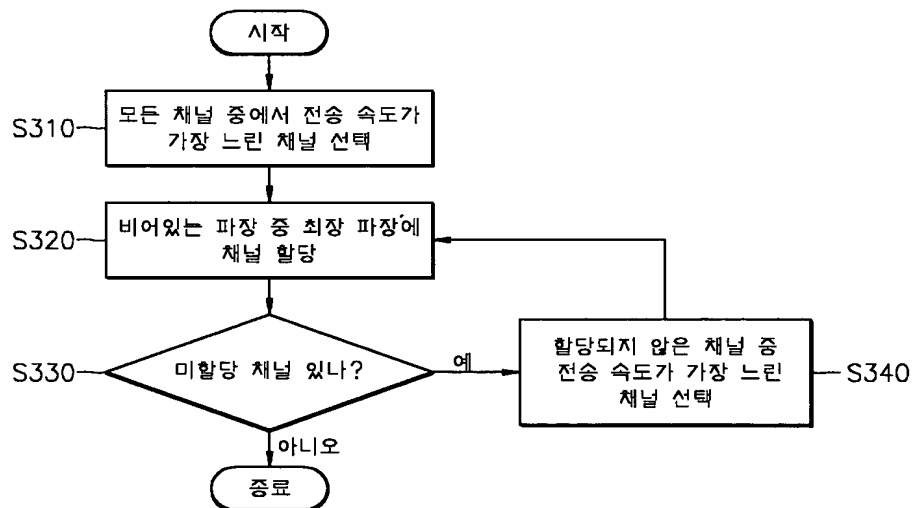 시작
S310
모든 채널 중에서 전송 속도가
가장 느린 채널 선택
S320
비어있는 파장 중 최장 파장에
채널 할당
S330
미할당 채널 있나?
예
할당되지 않은 채널 중
전송 속도가 가장 느린
채널 선택
S340
아니오
종료